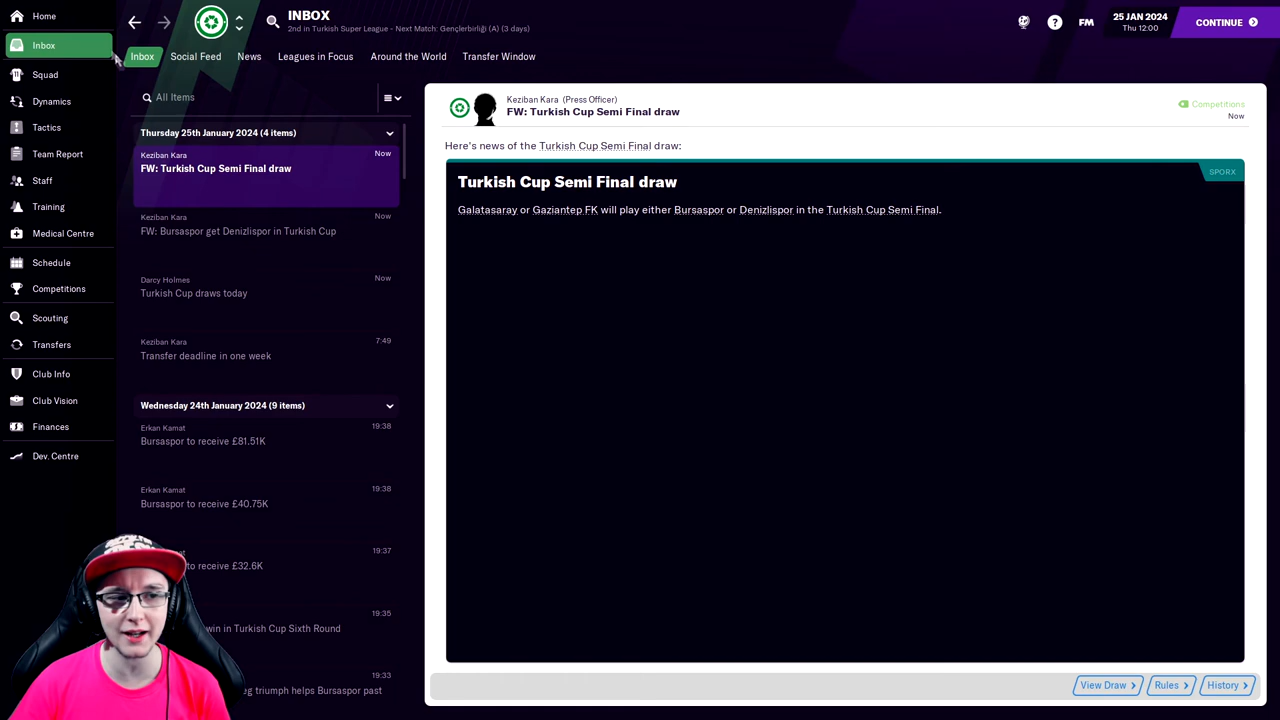 Home
Inbox
Squad
Dynamics
Tactics
Team Report
Staff
Training
Medical Centre
Schedule
Competitions
Scouting
Transfers
Club Info
Club Vision
Finances
Dev. Centre
INBOX
2nd in Turkish Super League - Next Match: Gençlerbirliği (A) (3 days)
FM
25 JAN 2024
Thu 12:00
CONTINUE
Inbox
Social Feed
News
Leagues in Focus
Around the World
Transfer Window
All Items
Thursday 25th January 2024 (4 items)
Keziban Kara
Now
FW: Turkish Cup Semi Final draw
Keziban Kara
Now
FW: Bursaspor get Denizlispor in Turkish Cup
Darcy Holmes
Now
Turkish Cup draws today
Keziban Kara
7:49
Transfer deadline in one week
Wednesday 24th January 2024 (9 items)
Erkan Kamat
19:38
Bursaspor to receive £81.51K
Erkan Kamat
19:38
Bursaspor to receive £40.75K
19:37
to receive £32.6K
19:35
win in Turkish Cup Sixth Round
19:33
triumph helps Bursaspor past
Keziban Kara (Press Officer)
FW: Turkish Cup Semi Final draw
Competitions
Now
Here's news of the Turkish Cup Semi Final draw:
SPORX
Turkish Cup Semi Final draw
Galatasaray or Gaziantep FK will play either Bursaspor or Denizlispor in the Turkish Cup Semi Final.
View Draw
Rules
History